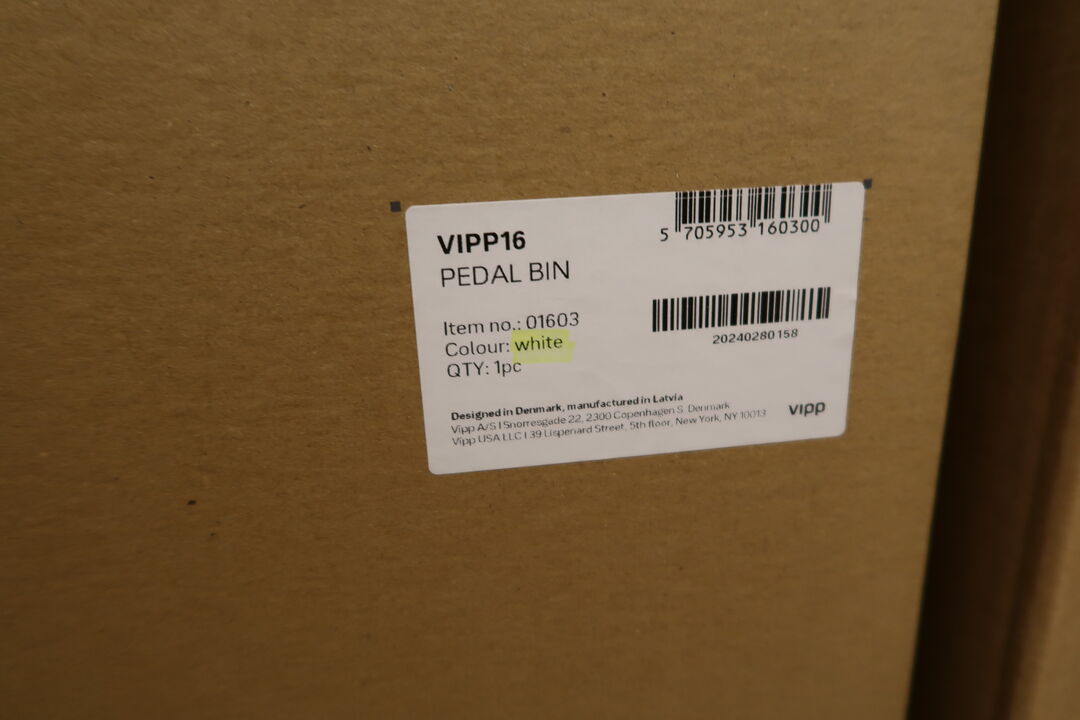 VIPP16
PEDAL BIN
5 705953 160300
Item no.: 01603
Colour: white
QTY: 1pc
20240280158
Designed in Denmark, manufactured in Latvia
Vipp A/S I Snorresgade 22, 2300 Copenhagen S. Denmark
Vipp USA LLC I 39 Lispenard Street, 5th floor, New York, NY 10013
vipp